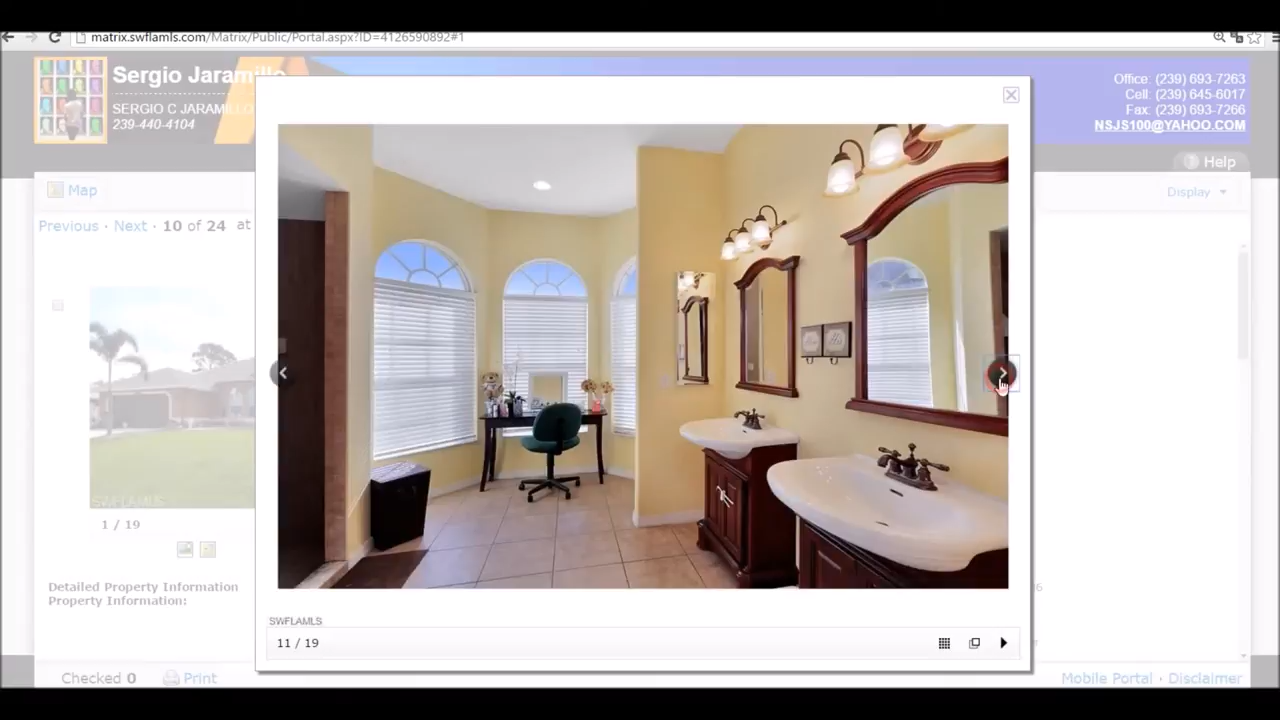 matrix.swflamls.com/Matrix/Public/Portal.aspx?ID=4126590892#1
Sergio Jaramillo
SERGIO C JARAMILLO
239-440-4104
Office: (239) 693-7263
Cell: (239) 645-6017
Fax: (239) 693-7266
NSJS100@YAHOO.COM
Help
Map
Display
Previous · Next · 10 of 24 at
SWFLAMLS
1 / 19
Detailed Property Information
Property Information:
SWFLAMLS
11 / 19
Checked 0 Print
Mobile Portal · Disclaimer